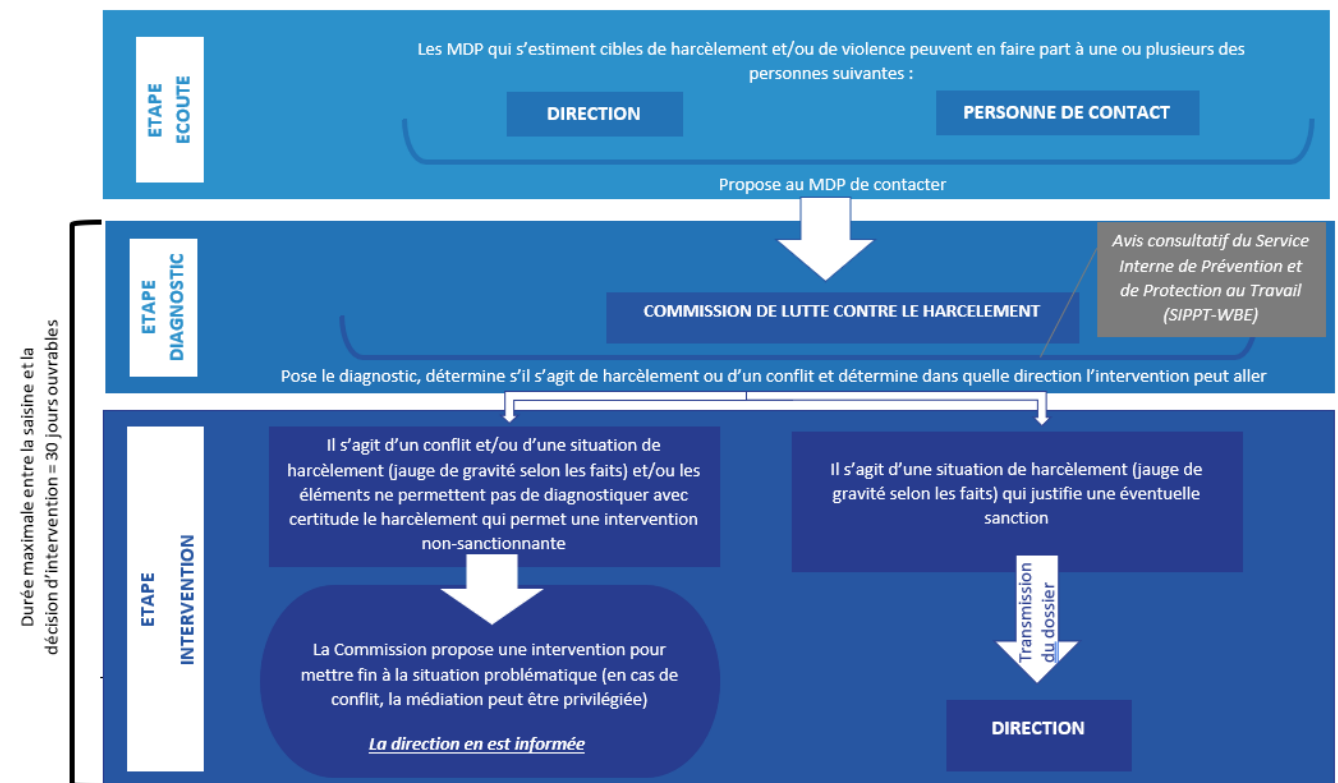 Les MDP qui s'estiment cibles de harcèlement et/ou de violence peuvent en faire part à une ou plusieurs des
personnes suivantes :
ETAPE
ECOUTE
DIRECTION
PERSONNE DE CONTACT
Propose au MDP de contacter
Durée maximale entre la saisine et la
décision d'intervention = 30 jours ouvrables
ETAPE
DIAGNOSTIC
Avis consultatif du Service
Interne de Prévention et
de Protection au Travail
(SIPPT-WBE)
COMMISSION DE LUTTE CONTRE LE HARCELEMENT
Pose le diagnostic, détermine s'il s'agit de harcèlement ou d'un conflit et détermine dans quelle direction l'intervention peut aller
ETAPE
INTERVENTION
Il s'agit d'un conflit et/ou d'une situation de
harcèlement (jauge de gravité selon les faits) et/ou les
éléments ne permettent pas de diagnostiquer avec
certitude le harcèlement qui permet une intervention
non-sanctionnante
La Commission propose une intervention pour
mettre fin à la situation problématique (en cas de
conflit, la médiation peut être privilégiée)
La direction en est informée
Il s'agit d'une situation de harcèlement (jauge de
gravité selon les faits) qui justifie une éventuelle
sanction
Transmission
du dossier
DIRECTION